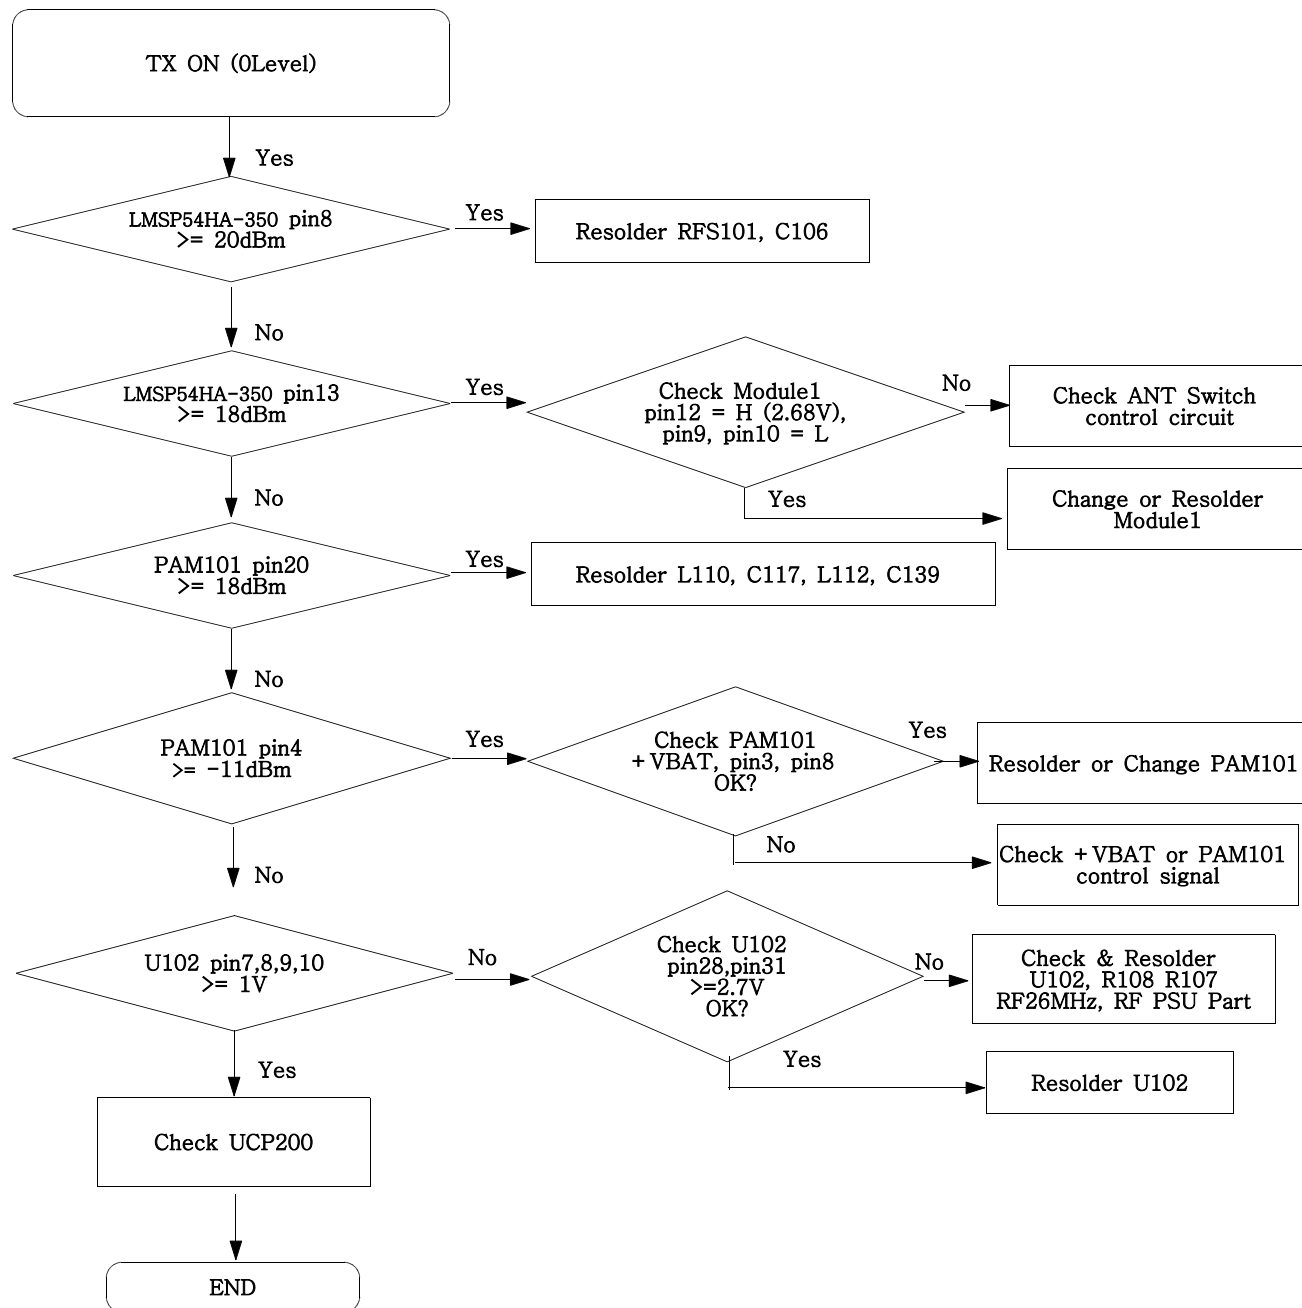 TX ON (0Level)
Yes
LMSP54HA-350 pin8
>= 20dBm
Yes
Resolder RFS101, C106
No
LMSP54HA-350 pin13
>= 18dBm
Yes
Check Module1
pin12 = H (2.68V),
pin9, pin10 = L
No
Check ANT Switch
control circuit
Yes
Change or Resolder
Module1
No
PAM101 pin20
>= 18dBm
Yes
Resolder L110, C117, L112, C139
No
PAM101 pin4
>= -11dBm
Yes
Check PAM101
+VBAT, pin3, pin8
OK?
Yes
Resolder or Change PAM101
No
Check +VBAT or PAM101
control signal
No
U102 pin7,8,9,10
>= 1V
No
Check U102
pin28,pin31
>=2.7V
OK?
No
Check & Resolder
U102, R108 R107
RF26MHz, RF PSU Part
Yes
Resolder U102
Yes
Check UCP200
END